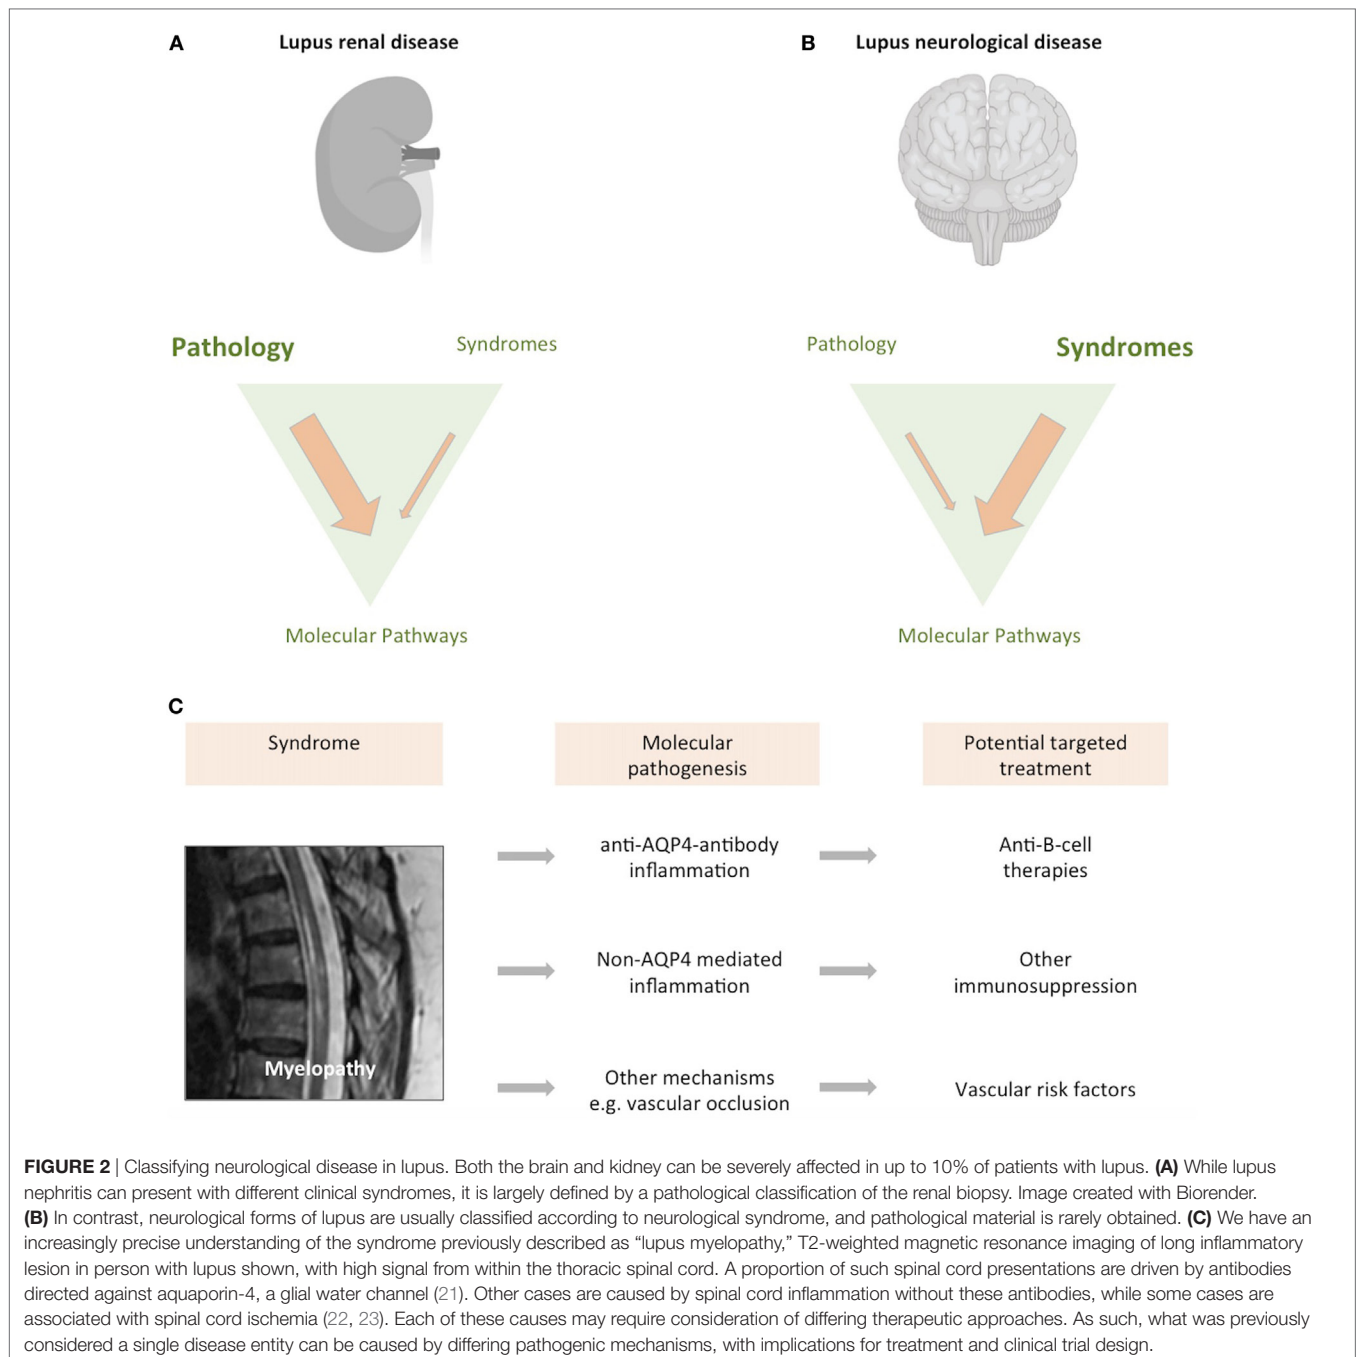 A
Lupus renal disease
B
Lupus neurological disease
Pathology
Syndromes
Pathology
Syndromes
Molecular Pathways
Molecular Pathways
C
Syndrome
Molecular
pathogenesis
Potential targeted
treatment
anti-AQP4-antibody
inflammation
Anti-B-cell
therapies
Non-AQP4 mediated
inflammation
Other
immunosuppression
Myelopathy
Other mechanisms
e.g. vascular occlusion
Vascular risk factors
FIGURE 2 | Classifying neurological disease in lupus. Both the brain and kidney can be severely affected in up to 10% of patients with lupus. (A) While lupus
nephritis can present with different clinical syndromes, it is largely defined by a pathological classification of the renal biopsy. Image created with Biorender.
(B) In contrast, neurological forms of lupus are usually classified according to neurological syndrome, and pathological material is rarely obtained. (C) We have an
increasingly precise understanding of the syndrome previously described as “lupus myelopathy,” T2-weighted magnetic resonance imaging of long inflammatory
lesion in person with lupus shown, with high signal from within the thoracic spinal cord. A proportion of such spinal cord presentations are driven by antibodies
directed against aquaporin-4, a glial water channel (21). Other cases are caused by spinal cord inflammation without these antibodies, while some cases are
associated with spinal cord ischemia (22, 23). Each of these causes may require consideration of differing therapeutic approaches. As such, what was previously
considered a single disease entity can be caused by differing pathogenic mechanisms, with implications for treatment and clinical trial design.